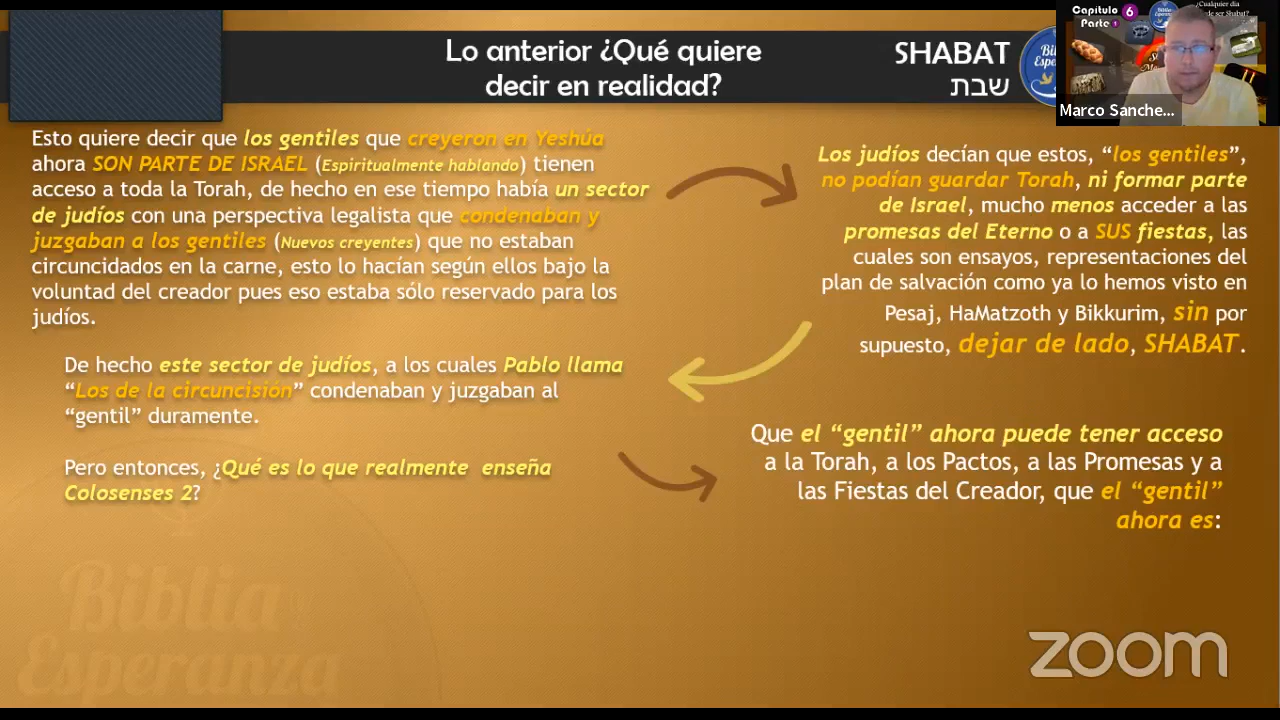 Lo anterior ¿Qué quiere
decir en realidad?
SHABAT
שבת
Capitulo 6
Parte 1
¿Cualquier día
Marco Sanche...
Esto quiere decir que los gentiles que creyeron en Yeshúa
ahora SON PARTE DE ISRAEL (Espiritualmente hablando) tienen
acceso a toda la Torah, de hecho en ese tiempo había un sector
de judíos con una perspectiva legalista que condenaban y
juzgaban a los gentiles (Nuevos creyentes) que no estaban
circuncidados en la carne, esto lo hacían según ellos bajo la
voluntad del creador pues eso estaba sólo reservado para los
judíos.
De hecho este sector de judíos, a los cuales Pablo llama
“Los de la circuncisión” condenaban y juzgaban al
“gentil” duramente.
Pero entonces, ¿Qué es lo que realmente enseña
Colosenses 2?
Los judíos decían que estos, “los gentiles”,
no podían guardar Torah, ni formar parte
de Israel, mucho menos acceder a las
promesas del Eterno o a SUS fiestas, las
cuales son ensayos, representaciones del
plan de salvación como ya lo hemos visto en
Pesaj, HaMatzoth y Bikkurim, sin por
supuesto, dejar de lado, SHABAT.
Que el “gentil” ahora puede tener acceso
a la Torah, a los Pactos, a las Promesas y a
las Fiestas del Creador, que el “gentil”
ahora es:
Biblia
Esperanza
zoom